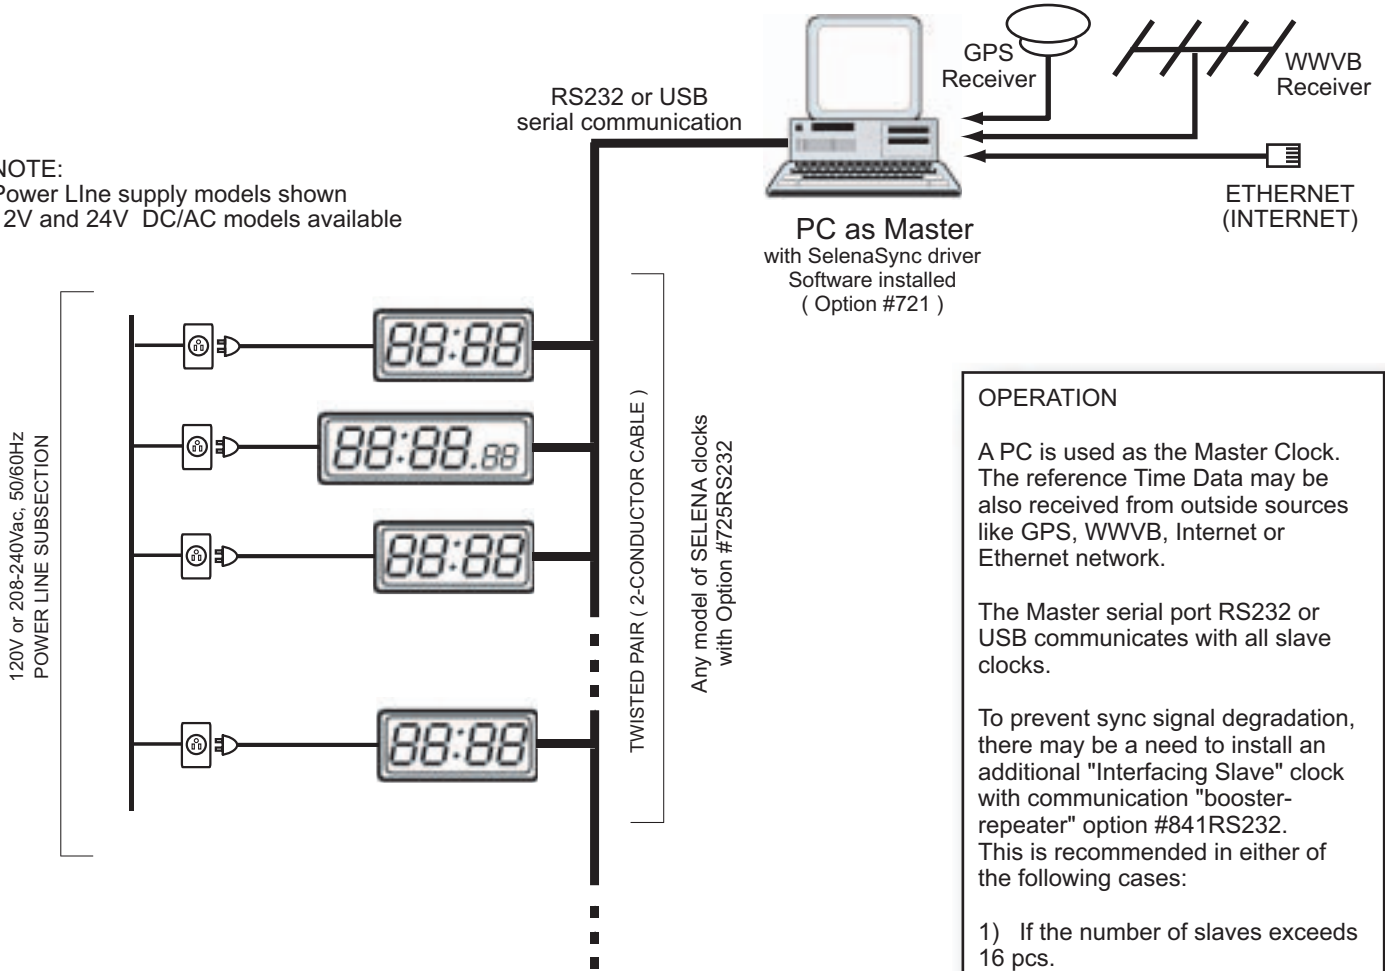 GPS
Receiver
WWVB
Receiver
RS232 or USB
serial communication
ETHERNET
(INTERNET)
NOTE:
Power LIne supply models shown
2V and 24V  DC/AC models available
PC as Master
with SelenaSync driver
Software installed
( Option #721 )
120V or 208-240Vac, 50/60Hz
POWER LINE SUBSECTION
88:88
88:88.88
88:88
88:88
TWISTED PAIR ( 2-CONDUCTOR CABLE )
Any model of SELENA clocks
with Option #725RS232
OPERATION
A PC is used as the Master Clock.
The reference Time Data may be
also received from outside sources
like GPS, WWVB, Internet or
Ethernet network.
The Master serial port RS232 or
USB communicates with all slave
clocks.
To prevent sync signal degradation,
there may be a need to install an
additional "Interfacing Slave" clock
with communication "booster-
repeater" option #841RS232.
This is recommended in either of
the following cases:
1)   If the number of slaves exceeds
16 pcs.